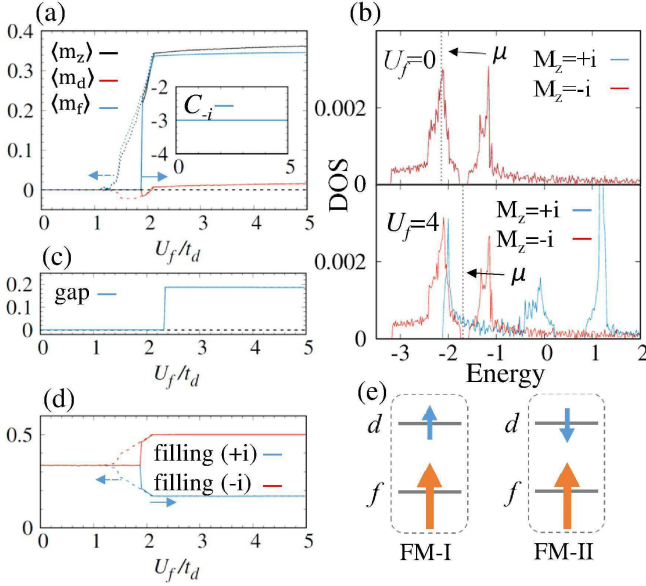 (a)
⟨m_z⟩
⟨m_d⟩
⟨m_f⟩
0.4
0.3
0.2
0.1
0
C_{-i}
-2
-3
-4
0 5
0 1 2 3 4 5
U_f/t_d
(c)
gap
0.2
0.1
0
0 1 2 3 4 5
U_f/t_d
(d)
0.5
0
filling (+i)
filling (-i)
0 1 2 3 4 5
U_f/t_d
(b)
U_f=0
μ
M_z=+i
M_z=-i
0.002
0
DOS
U_f=4
M_z=+i
M_z=-i
μ
0.002
0
-3 -2 -1 0 1 2
Energy
(e)
d d
f f
FM-I FM-II